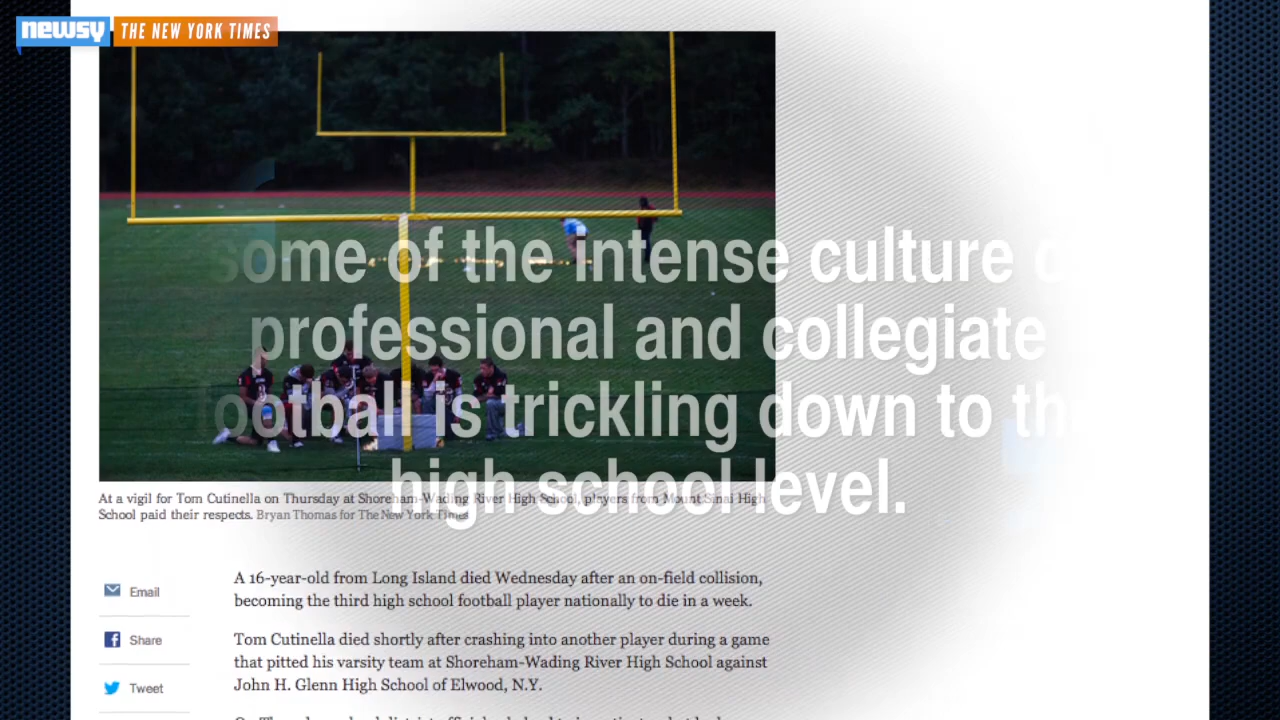 newsy THE NEW YORK TIMES
some of the intense culture of
professional and collegiate
football is trickling down to the
high school level.
At a vigil for Tom Cutinella on Thursday at Shoreham-Wading River High School, players from Mount Sinai High
School paid their respects. Bryan Thomas for The New York Times
Email
A 16-year-old from Long Island died Wednesday after an on-field collision,
becoming the third high school football player nationally to die in a week.
Share
Tom Cutinella died shortly after crashing into another player during a game
that pitted his varsity team at Shoreham-Wading River High School against
John H. Glenn High School of Elwood, N.Y.
Tweet